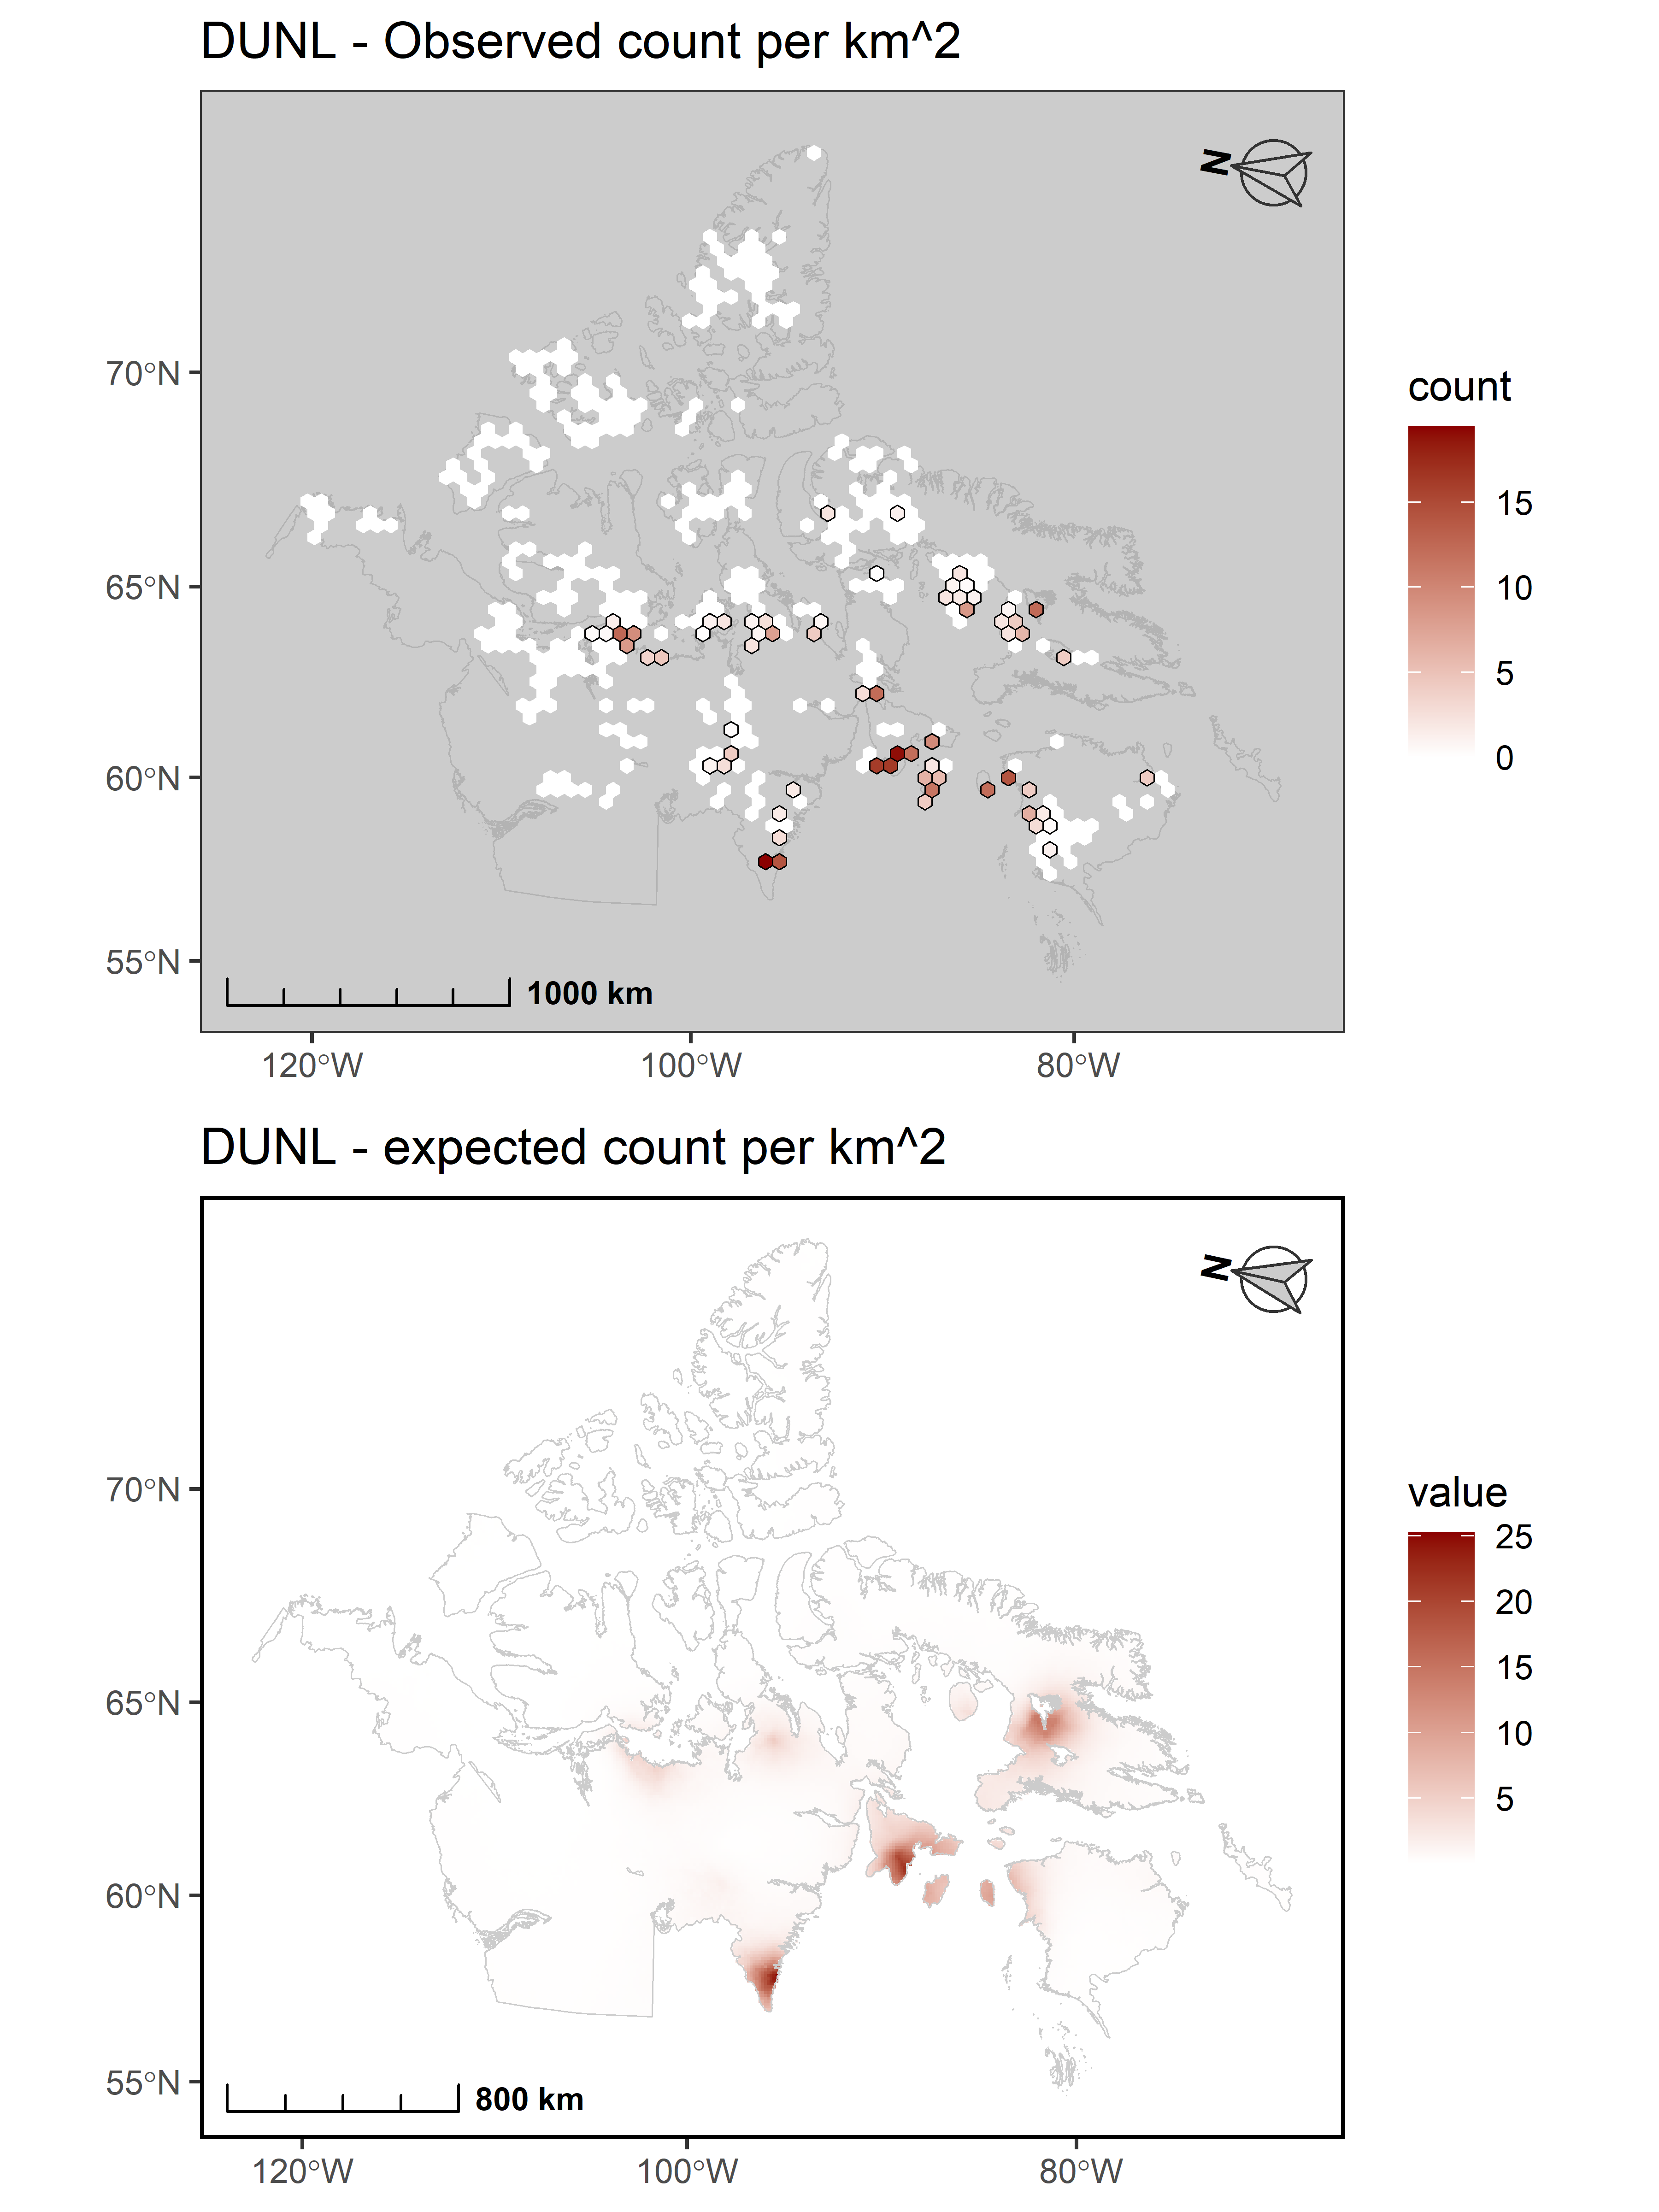 DUNL - Observed count per km^2
N
70°N
65°N
60°N
55°N
1000 km
120°W
100°W
80°W
count
15
10
5
0
DUNL - expected count per km^2
N
70°N
65°N
60°N
55°N
800 km
120°W
100°W
80°W
value
25
20
15
10
5